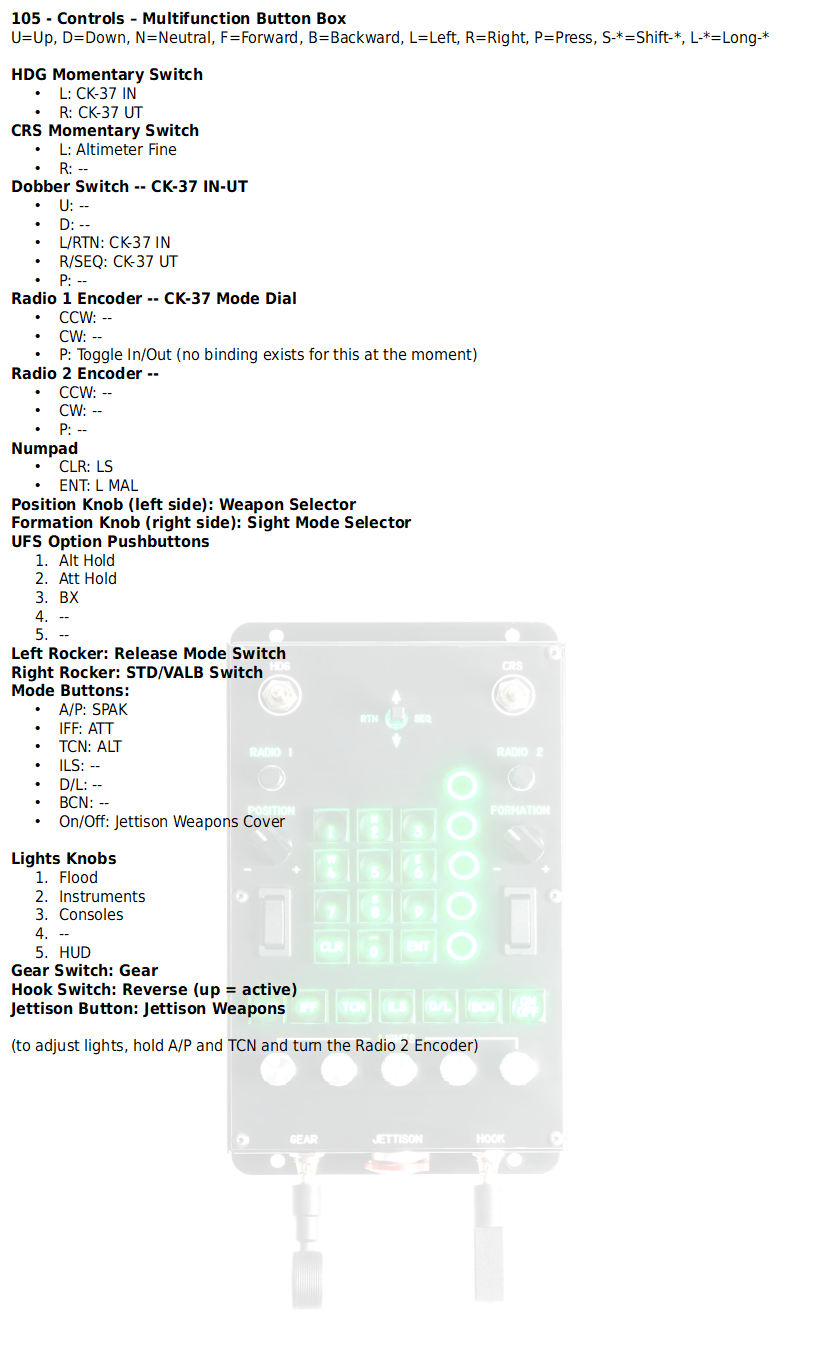 105 - Controls – Multifunction Button Box
U=Up, D=Down, N=Neutral, F=Forward, B=Backward, L=Left, R=Right, P=Press, S-*=Shift-*, L-*=Long-*
HDG Momentary Switch
• L: CK-37 IN
• R: CK-37 UT
CRS Momentary Switch
• L: Altimeter Fine
• R: --
Dobber Switch -- CK-37 IN-UT
• U: --
• D: --
• L/RTN: CK-37 IN
• R/SEQ: CK-37 UT
• P: --
Radio 1 Encoder -- CK-37 Mode Dial
• CCW: --
• CW: --
• P: Toggle In/Out (no binding exists for this at the moment)
Radio 2 Encoder --
• CCW: --
• CW: --
• P: --
Numpad
• CLR: LS
• ENT: L MAL
Position Knob (left side): Weapon Selector
Formation Knob (right side): Sight Mode Selector
UFS Option Pushbuttons
1. Alt Hold
2. Att Hold
3. BX
4. --
5. --
Left Rocker: Release Mode Switch
Right Rocker: STD/VALB Switch
Mode Buttons:
• A/P: SPAK
• IFF: ATT
• TCN: ALT
• ILS: --
• D/L: --
• BCN: --
• On/Off: Jettison Weapons Cover
Lights Knobs
1. Flood
2. Instruments
3. Consoles
4. --
5. HUD
Gear Switch: Gear
Hook Switch: Reverse (up = active)
Jettison Button: Jettison Weapons
(to adjust lights, hold A/P and TCN and turn the Radio 2 Encoder)
HDG
CRS
RTN
SEQ
RADIO 1
RADIO 2
POSITION
FORMATION
1
N 2
3
W 4
5
E 6
7
S 8
9
CLR
0
ENT
- +
- +
IFF
TCN
ILS
D/L
BCN
ON OFF
GEAR
JETTISON
HOOK